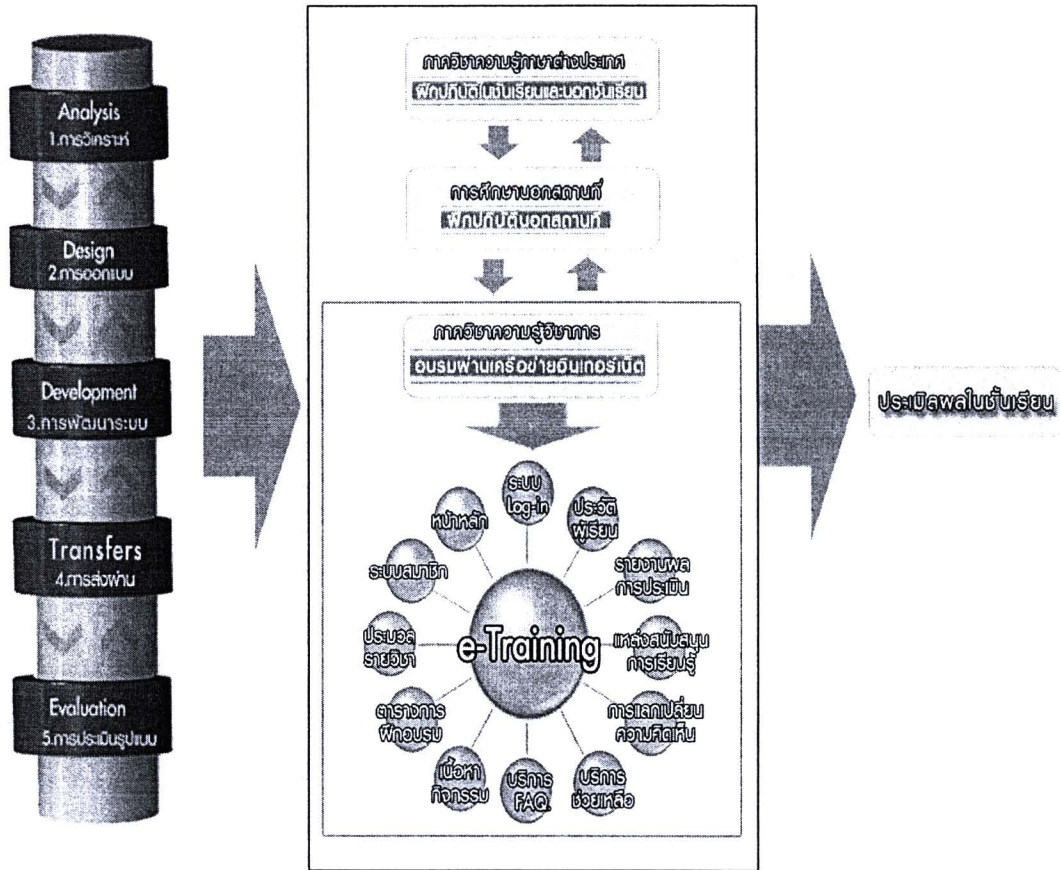 Analysis
1.การวิเคราะห์
Design
2.การออกแบบ
Development
3.การพัฒนาระบบ
Transfers
4.การส่งผ่าน
Evaluation
5.การประเมินรูปแบบ
ภาควิชาความรู้ภาษาต่างประเทศ
ฝึกปฏิบัติในชั้นเรียนและนอกชั้นเรียน
การศึกษานอกสถานที่
ฝึกปฏิบัตินอกสถานที่
ภาควิชาความรู้วิชาการ
อบรมผ่านเครือข่ายอินเทอร์เน็ต
ระบบ
Log-in
ประวัติ
ผู้เรียน
รายงานผล
การประเมิน
แหล่งสนับสนุน
การเรียนรู้
การแลกเปลี่ยน
ความคิดเห็น
บริการ
ช่วยเหลือ
บริการ
FAQ.
เนื้อหา
กิจกรรม
ตารางการ
ฝึกอบรม
ประมวล
รายวิชา
ระบบสมาชิก
หน้าหลัก
e-Training
ประเมิลผลในชั้นเรียน